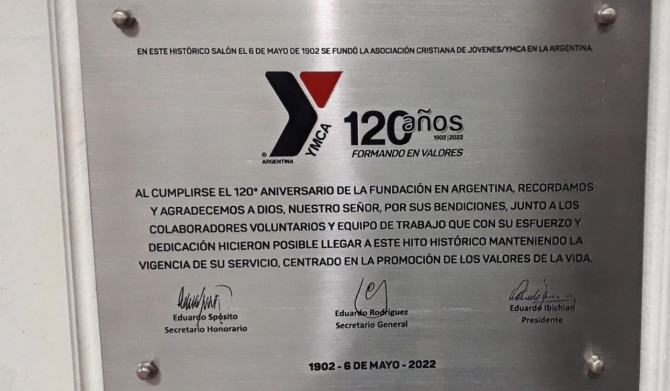 EN ESTE HISTÓRICO SALÓN EL 6 DE MAYO DE 1902 SE FUNDÓ LA ASOCIACIÓN CRISTIANA DE JOVENES/YMCA EN LA ARGENTINA.
YMCA
® ARGENTINA
120 años
1902 | 2022
FORMANDO EN VALORES
AL CUMPLIRSE EL 120° ANIVERSARIO DE LA FUNDACIÓN EN ARGENTINA, RECORDAMOS
Y AGRADECEMOS A DIOS, NUESTRO SEÑOR, POR SUS BENDICIONES, JUNTO A LOS
COLABORADORES VOLUNTARIOS Y EQUIPO DE TRABAJO QUE CON SU ESFUERZO Y
DEDICACIÓN HICIERON POSIBLE LLEGAR A ESTE HITO HISTÓRICO MANTENIENDO LA
VIGENCIA DE SU SERVICIO, CENTRADO EN LA PROMOCIÓN DE LOS VALORES DE LA VIDA.
Eduardo Spósito
Secretario Honorario
Eduardo Rodríguez
Secretario General
Eduardo Ibichian
Presidente
1902 - 6 DE MAYO - 2022